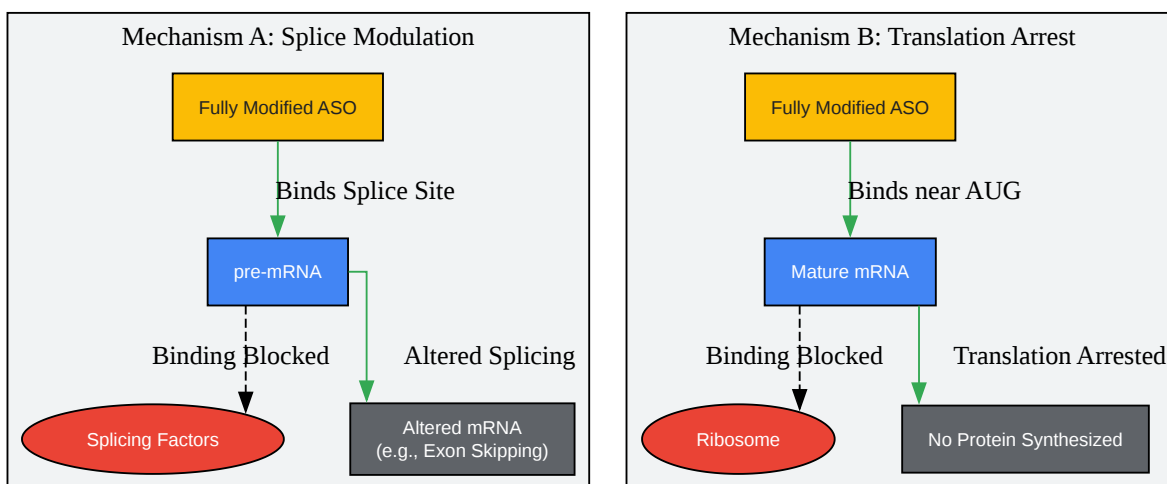 Mechanism A: Splice Modulation
Fully Modified ASO
Binds Splice Site
pre-mRNA
Binding Blocked
Altered Splicing
Splicing Factors
Altered mRNA
(e.g., Exon Skipping)
Mechanism B: Translation Arrest
Fully Modified ASO
Binds near AUG
Mature mRNA
Binding Blocked
Translation Arrested
Ribosome
No Protein Synthesized